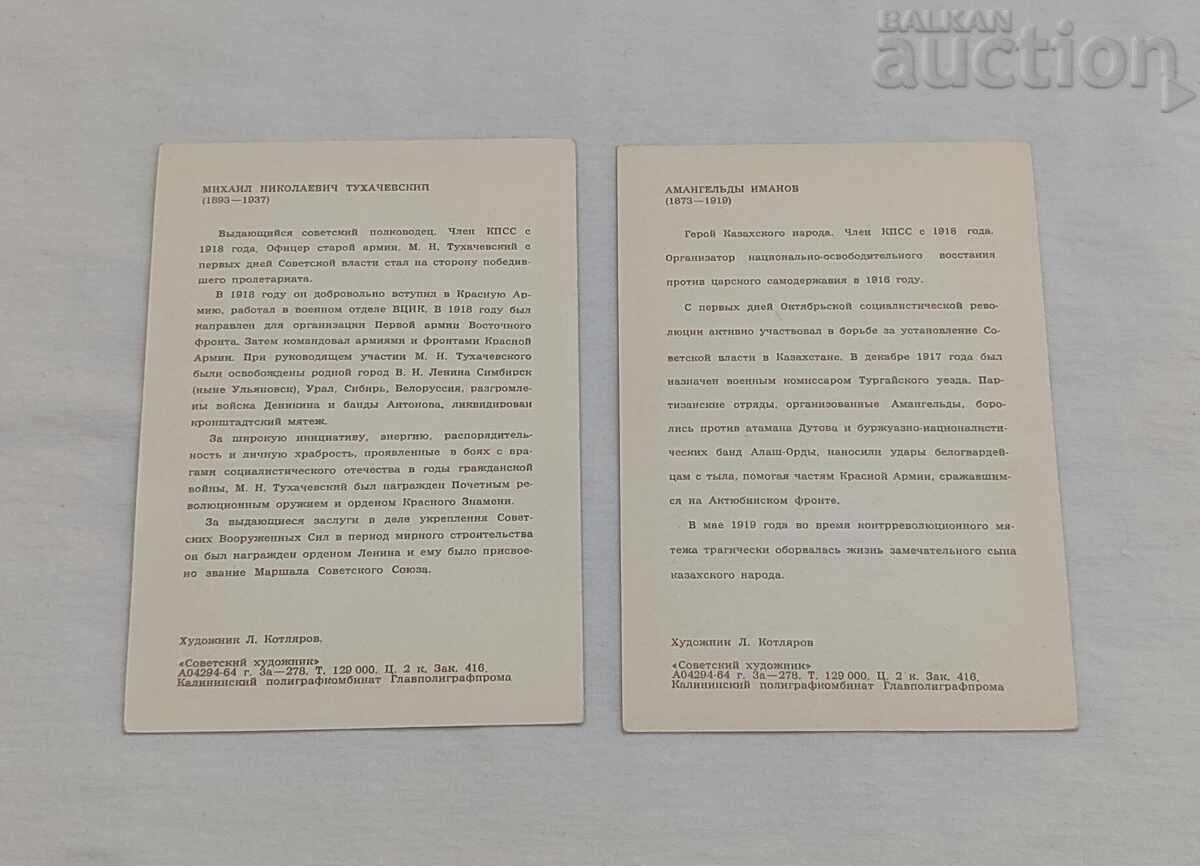 BALKAN
auction
МИХАИЛ НИКОЛАЕВИЧ ТУХАЧЕВСКИЙ
(1893—1937)
Выдающийся советский полководец. Член КПСС с
1918 года. Офицер старой армии, М. Н. Тухачевский с
первых дней Советской власти стал на сторону победив-
шего пролетариата.
В 1918 году он добровольно вступил в Красную Ар-
мию, работал в военном отделе ВЦИК. В 1918 году был
направлен для организации Первой армии Восточного
фронта. Затем командовал армиями и фронтами Красной
Армии. При руководящем участии М. Н. Тухачевского
были освобождены родной город В. И. Ленина Симбирск
(ныне Ульяновск), Урал, Сибирь, Белоруссия, разгромле-
ны войска Деникина и банды Антонова, ликвидирован
кронштадтский мятеж.
За широкую инициативу, энергию, распорядитель-
ность и личную храбрость, проявленные в боях с вра-
гами социалистического отечества в годы гражданской
войны, М. Н. Тухачевский был награжден Почетным ре-
волюционным оружием и орденом Красного Знамени.
За выдающиеся заслуги в деле укрепления Совет-
ских Вооруженных Сил в период мирного строительства
он был награжден орденом Ленина и ему было присвое-
но звание Маршала Советского Союза.
Художник Л. Котляров.
«Советский художник»
А04294-64 г. За—278. Т. 129 000. Ц. 2 к. Зак. 416.
Калининский полиграфкомбинат Главполиграфпрома
АМАНГЕЛЬДЫ ИМАНОВ
(1873—1919)
Герой Казахского народа. Член КПСС с 1918 года.
Организатор национально-освободительного восстания
против царского самодержавия в 1916 году.
С первых дней Октябрьской социалистической рево-
люции активно участвовал в борьбе за установление Со-
ветской власти в Казахстане. В декабре 1917 года был
назначен военным комиссаром Тургайского уезда. Пар-
тизанские отряды, организованные Амангельды, боро-
лись против атамана Дутова и буржуазно-националисти-
ческих банд Алаш-Орды, наносили удары белогвардей-
цам с тыла, помогая частям Красной Армии, сражавшим-
ся на Актюбинском фронте.
В мае 1919 года во время контрреволюционного мя-
тежа трагически оборвалась жизнь замечательного сына
казахского народа.
Художник Л. Котляров
«Советский художник»
А04294-64 г. За—278. Т. 129 000. Ц. 2 к. Зак. 416.
Калининский полиграфкомбинат Главполиграфпрома